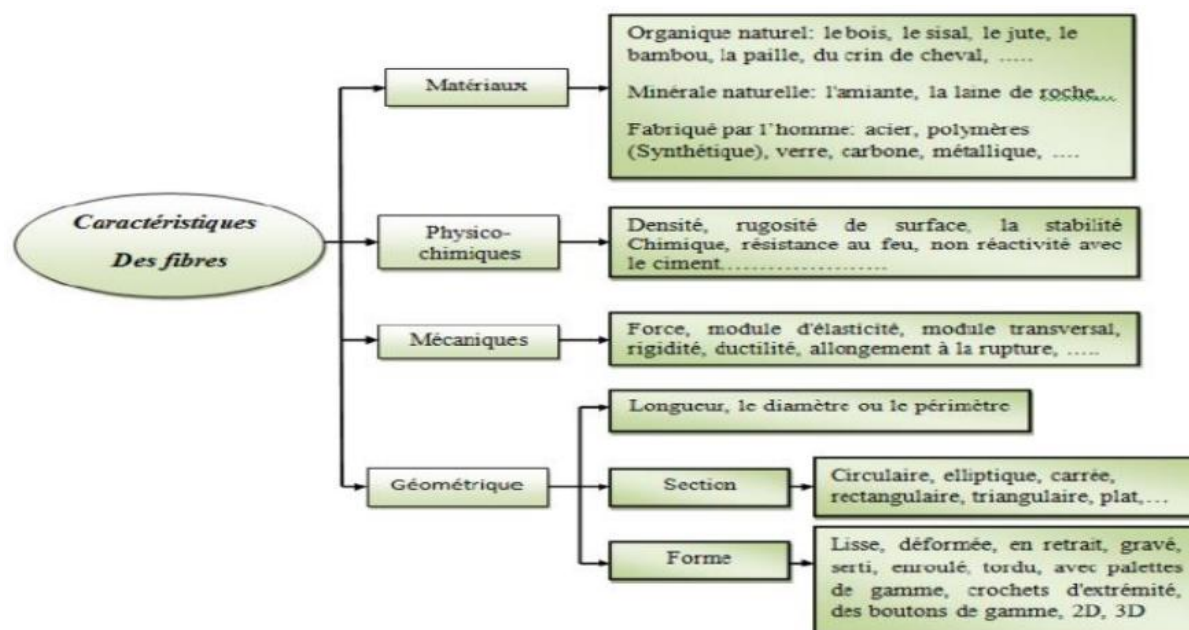 Caractéristiques
Des fibres
Matériaux
Organique naturel: le bois, le sisal, le jute, le
bambou, la paille, du crin de cheval, …..
Minérale naturelle: l'amiante, la laine de roche,..
Fabriqué par l'homme: acier, polymères
(Synthétique), verre, carbone, métallique, ….
Physico-
chimiques
Densité, rugosité de surface, la stabilité
Chimique, résistance au feu, non réactivité avec
le ciment…………………
Mécaniques
Force, module d'élasticité, module transversal,
rigidité, ductilité, allongement à la rupture, …..
Géométrique
Longueur, le diamètre ou le périmètre
Section
Circulaire, elliptique, carrée,
rectangulaire, triangulaire, plat,…
Forme
Lisse, déformée, en retrait, gravé,
serti, enroulé, tordu, avec palettes
de gamme, crochets d'extrémité,
des boutons de gamme, 2D, 3D